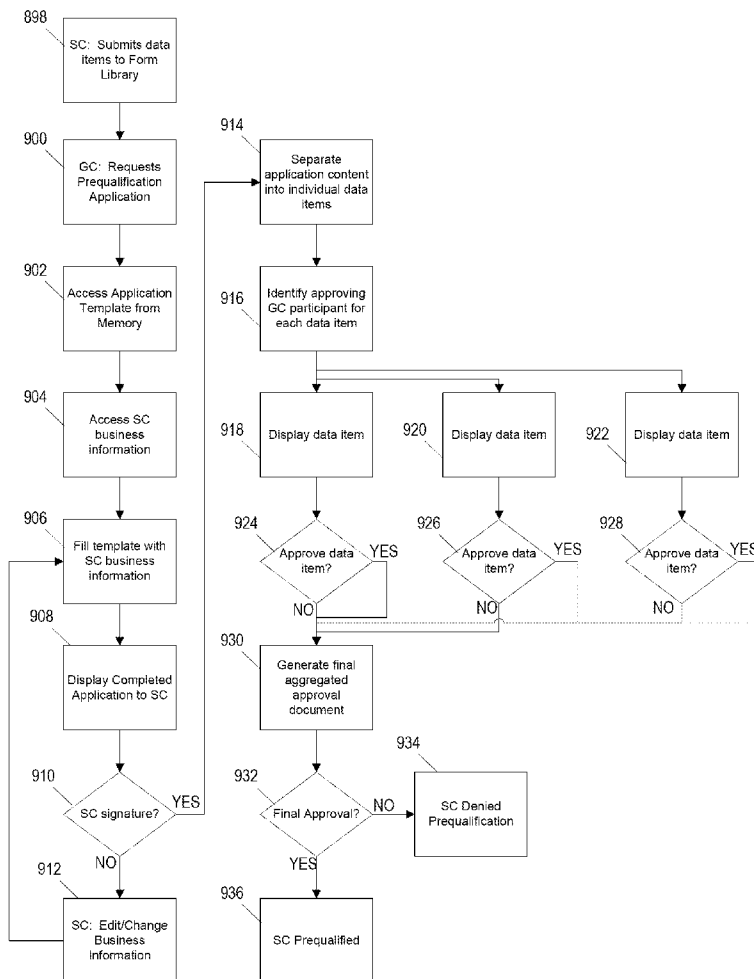 898
SC: Submits data
items to Form
Library
900
GC: Requests
Prequalification
Application
902
Access Application
Template from
Memory
904
Access SC
business
information
906
Fill template with
SC business
information
908
Display Completed
Application to SC
910
SC signature?
YES
NO
912
SC: Edit/Change
Business
Information
914
Separate
application content
into individual data
items
916
Identify approving
GC participant for
each data item
918
Display data item
920
Display data item
922
Display data item
924
Approve data
item?
YES
NO
926
Approve data
item?
YES
NO
928
Approve data
item?
YES
NO
930
Generate final
aggregated
approval
document
932
Final Approval?
NO
YES
934
SC Denied
Prequalification
936
SC Prequalified